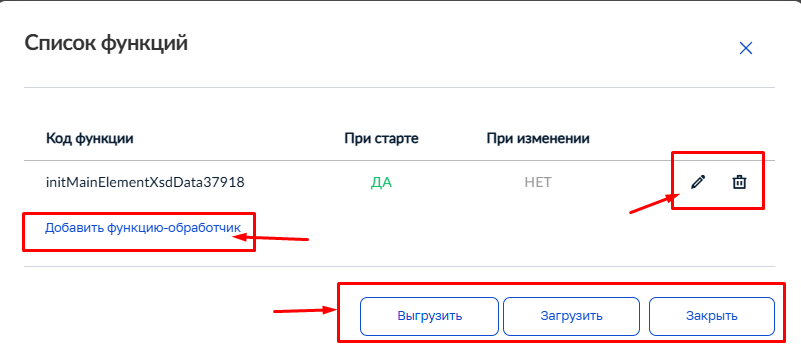 Список функций
Код функции При старте При изменении
initMainElementXsdData37918 ДА НЕТ
Добавить функцию-обработчик
Выгрузить Загрузить Закрыть